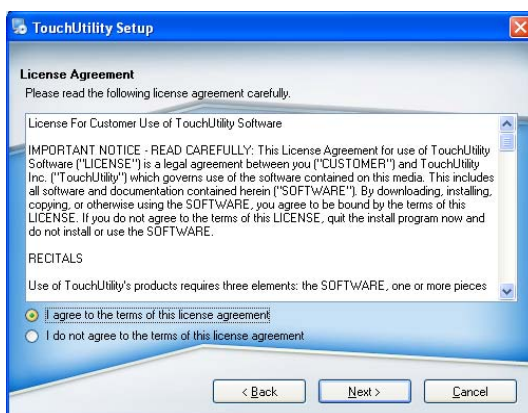 TouchUtility Setup
License Agreement
Please read the following license agreement carefully.
License For Customer Use of TouchUtility Software
IMPORTANT NOTICE - READ CAREFULLY: This License Agreement for use of TouchUtility
Software ("LICENSE") is a legal agreement between you ("CUSTOMER") and TouchUtility
Inc. ("TouchUtility") which governs use of the software contained on this media. This includes
all software and documentation contained herein ("SOFTWARE"). By downloading, installing,
copying, or otherwise using the SOFTWARE, you agree to be bound by the terms of this
LICENSE. If you do not agree to the terms of this LICENSE, quit the install program now and
do not install or use the SOFTWARE.
RECITALS
Use of TouchUtility's products requires three elements: the SOFTWARE, one or more pieces
I agree to the terms of this license agreement
I do not agree to the terms of this license agreement
< Back Next > Cancel